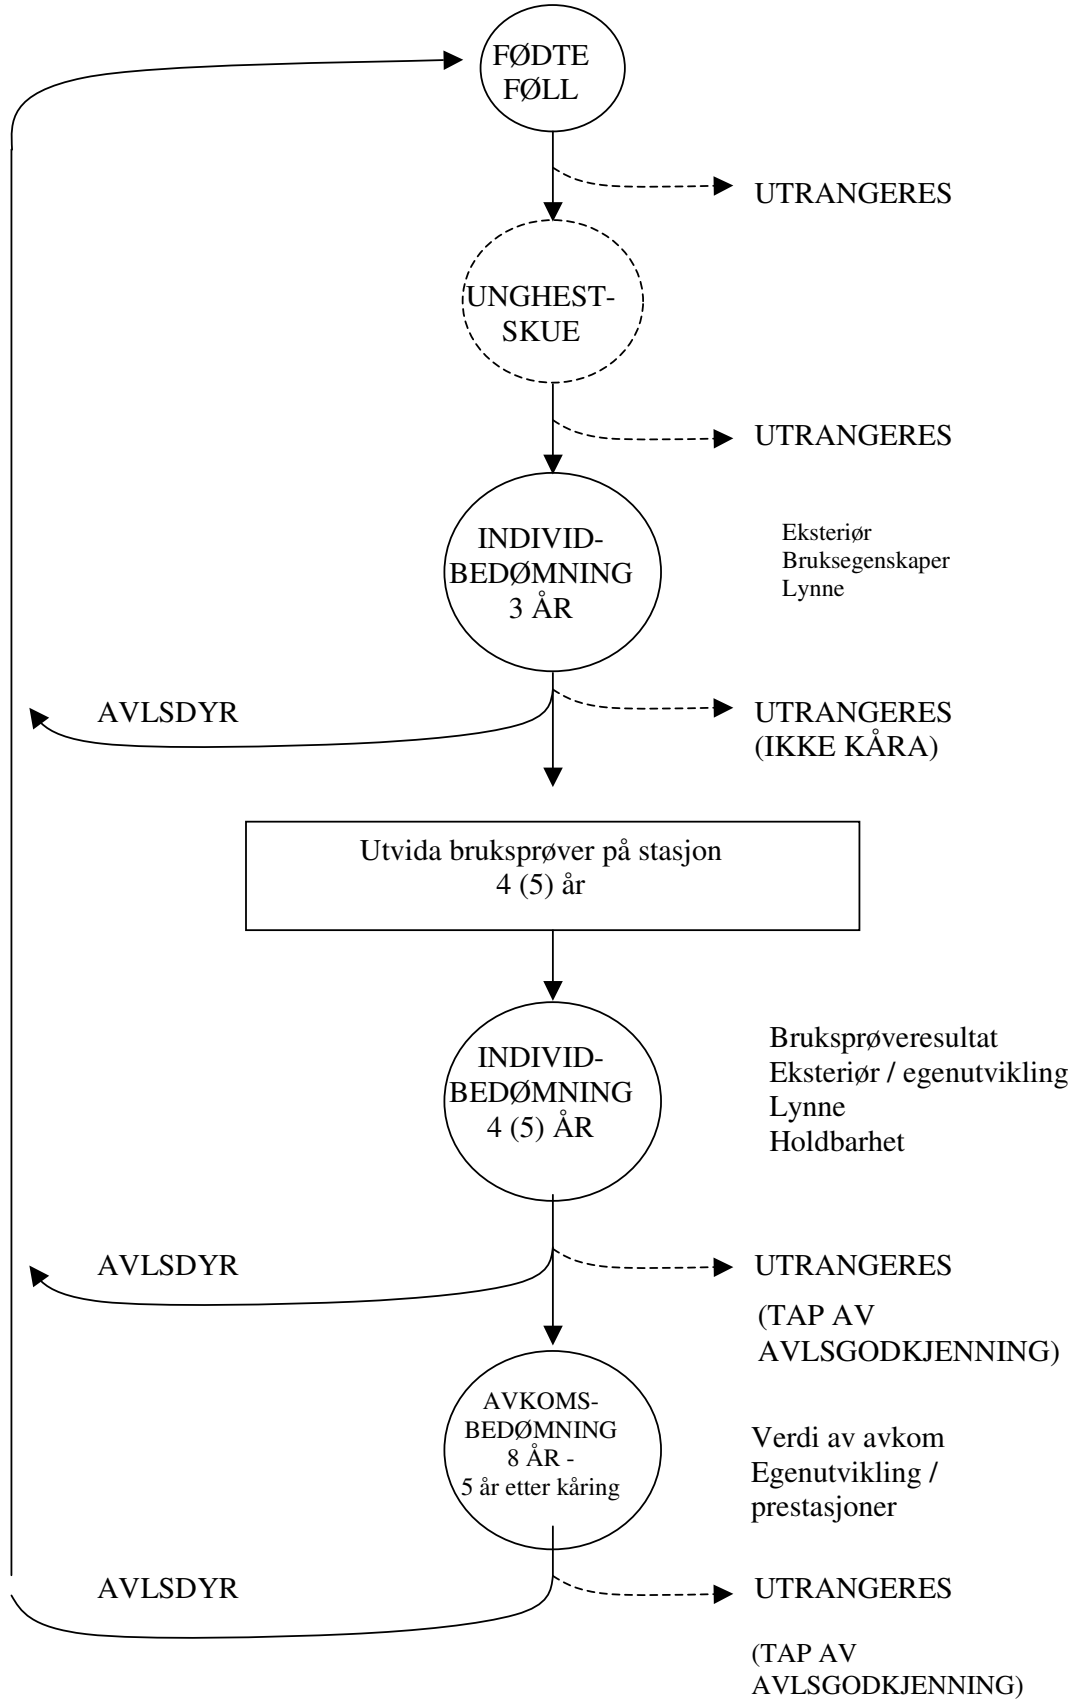 FØDTE
FØLL
UTRANGERES
UNGHEST-
SKUE
UTRANGERES
INDIVID-
BEDØMNING
3 ÅR
Eksteriør
Bruksegenskaper
Lynne
AVLSDYR
UTRANGERES
(IKKE KÅRA)
Utvida bruksprøver på stasjon
4 (5) år
INDIVID-
BEDØMNING
4 (5) ÅR
Bruksprøveresultat
Eksteriør / egenutvikling
Lynne
Holdbarhet
AVLSDYR
UTRANGERES
(TAP AV
AVLSGODKJENNING)
AVKOMS-
BEDØMNING
8 ÅR -
5 år etter kåring
Verdi av avkom
Egenutvikling /
prestasjoner
AVLSDYR
UTRANGERES
(TAP AV
AVLSGODKJENNING)